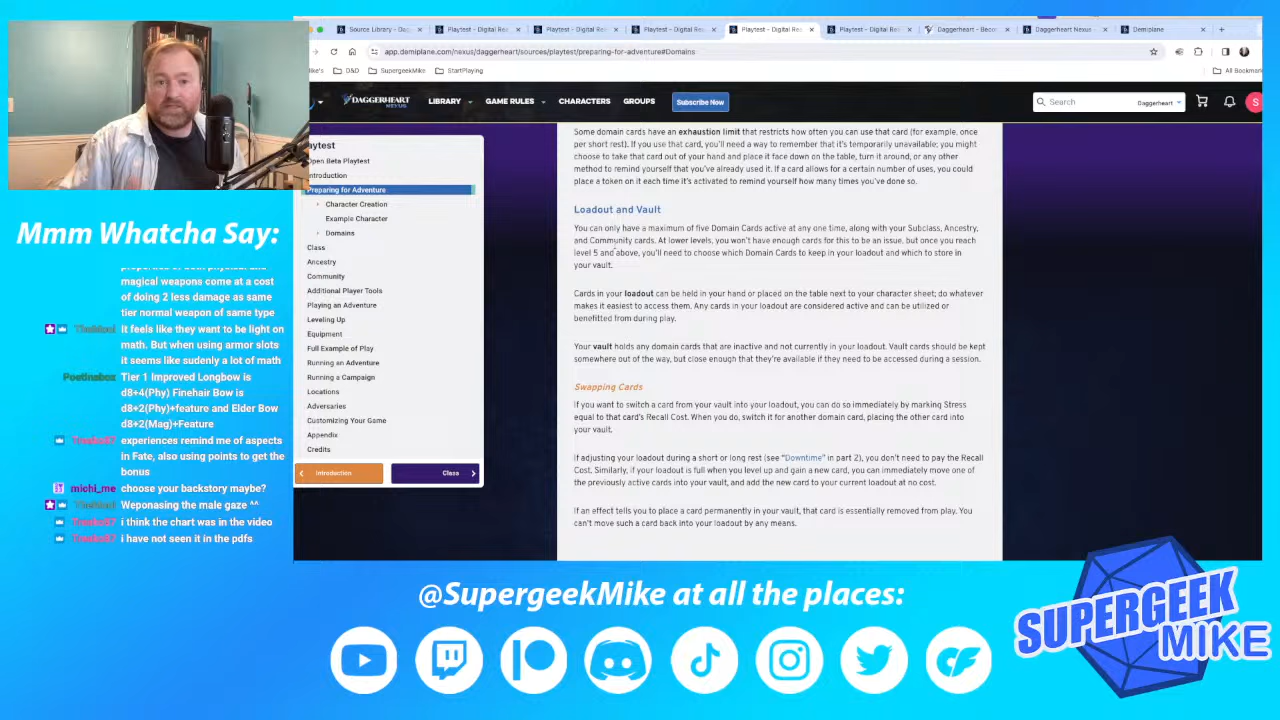 Source Library - Dag
Playtest - Digital Res
Playtest - Digital Res
Playtest - Digital Res
Playtest - Digital Res
Playtest - Digital Res
Daggerheart
Daggerheart Nexus
Demiplane
app.demiplane.com/nexus/daggerheart/sources/playtest/preparing-for-adventure#Domains
D&D
SupergeekMike
StartPlaying
All Bookmar
DAGGERHEART
NEXUS
LIBRARY
GAME RULES
CHARACTERS
GROUPS
Subscribe Now
Search
Daggerheart
S
aytest
Open Beta Playtest
Introduction
Preparing for Adventure
Character Creation
Example Character
Domains
Class
Ancestry
Community
Additional Player Tools
Playing an Adventure
Leveling Up
Equipment
Full Example of Play
Running an Adventure
Running a Campaign
Locations
Adversaries
Customizing Your Game
Appendix
Credits
Introduction
Class
Some domain cards have an exhaustion limit that restricts how often you can use that card (for example, once
per short rest). If you use that card, you'll need a way to remember that it's temporarily unavailable; you might
choose to take that card out of your hand and place it face down on the table, turn it around, or any other
method to remind yourself that you've already used it. If a card allows for a certain number of uses, you could
place a token on it each time it's activated to remind yourself how many times you've done so.
Loadout and Vault
You can only have a maximum of five Domain Cards active at any one time, along with your Subclass, Ancestry,
and Community cards. At lower levels, you won't have enough cards for this to be an issue, but once you reach
level 5 and above, you'll need to choose which Domain Cards to keep in your loadout and which to store in
your vault.
Cards in your loadout can be held in your hand or placed on the table next to your character sheet; do whatever
makes it easiest to access them. Any cards in your loadout are considered active and can be utilized or
benefitted from during play.
Your vault holds any domain cards that are inactive and not currently in your loadout. Vault cards should be kept
somewhere out of the way, but close enough that they're available if they need to be accessed during a session.
Swapping Cards
If you want to switch a card from your vault into your loadout, you can do so immediately by marking Stress
equal to that card's Recall Cost. When you do, switch it for another domain card, placing the other card into
your vault.
If adjusting your loadout during a short or long rest (see "Downtime" in part 2), you don't need to pay the Recall
Cost. Similarly, if your loadout is full when you level up and gain a new card, you can immediately move one of
the previously active cards into your vault, and add the new card to your current loadout at no cost.
If an effect tells you to place a card permanently in your vault, that card is essentially removed from play. You
can't move such a card back into your loadout by any means.
Mmm Whatcha Say:
magical weapons come at a cost
of doing 2 less damage as same
tier normal weapon of same type
It feels like they want to be light on
math. But when using armor slots
it seems like sudenly a lot of math
Tier 1 Improved Longbow is
d8+4(Phy) Finehair Bow is
d8+2(Phy)+feature and Elder Bow
d8+2(Mag)+Feature
experiences remind me of aspects
in Fate, also using points to get the
bonus
michi_me choose your backstory maybe?
Weponasing the male gaze ^^
i think the chart was in the video
i have not seen it in the pdfs
@SupergeekMike at all the places:
SUPERGEEK
MIKE